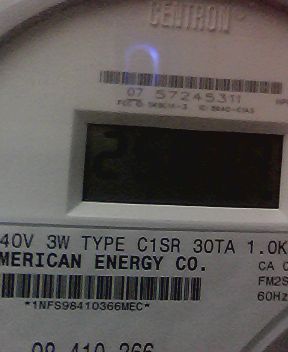 CENTRON
07 57245311
40V 3W TYPE C1SR 30TA 1.0K
MERICAN ENERGY CO.
CA
FM2S
60Hz
*1NFS98410366MEC*
98 410 366